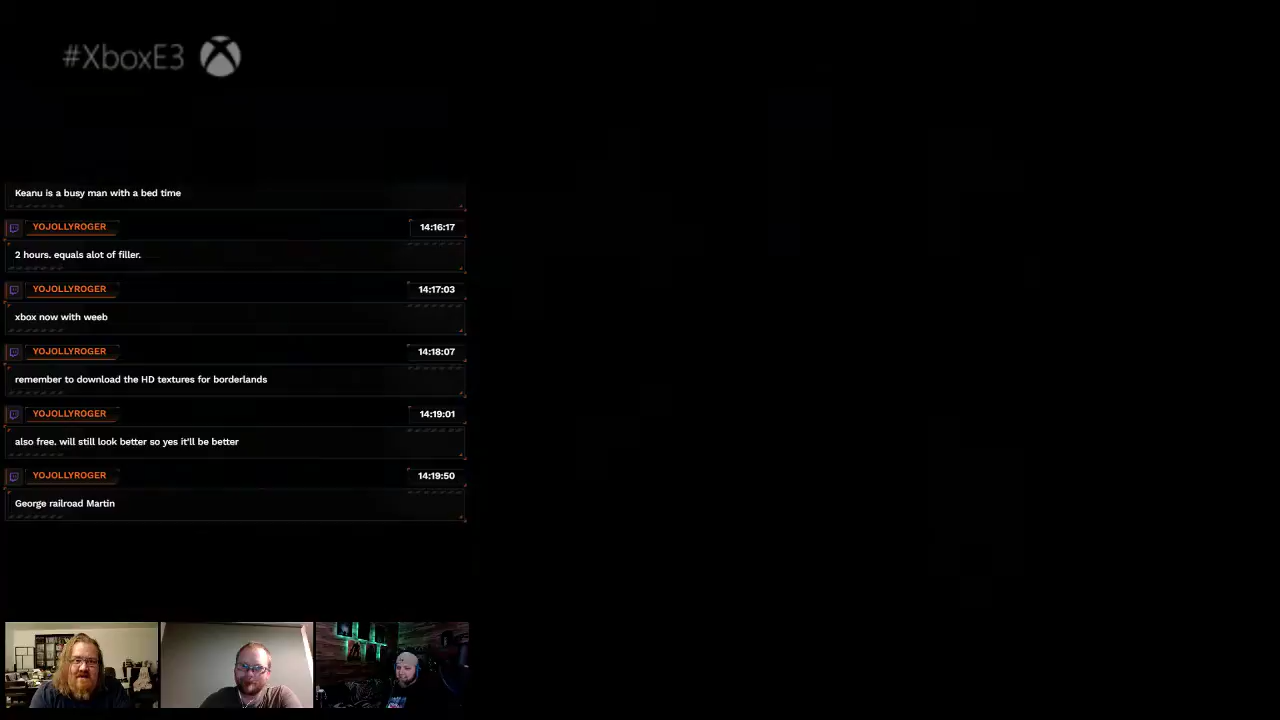 #XboxE3
Keanu is a busy man with a bed time
YOJOLLYROGER 14:16:17
2 hours. equals alot of filler.
YOJOLLYROGER 14:17:03
xbox now with weeb
YOJOLLYROGER 14:18:07
remember to download the HD textures for borderlands
YOJOLLYROGER 14:19:01
also free. will still look better so yes it'll be better
YOJOLLYROGER 14:19:50
George railroad Martin